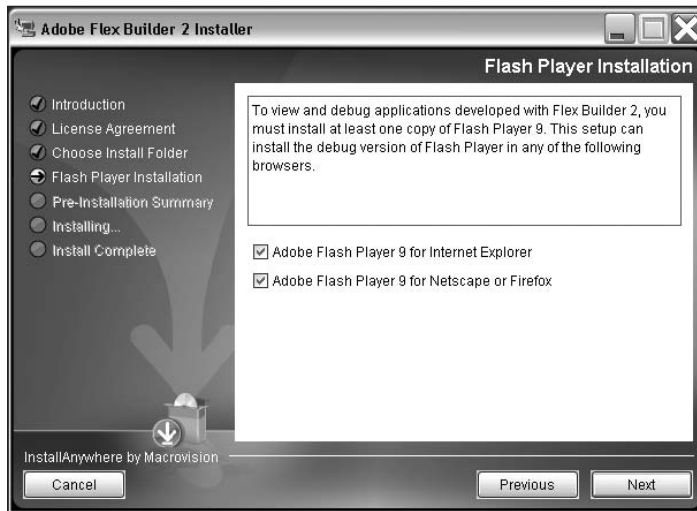 Adobe Flex Builder 2 Installer
Flash Player Installation
Introduction
License Agreement
Choose Install Folder
Flash Player Installation
Pre-Installation Summary
Installing...
Install Complete
To view and debug applications developed with Flex Builder 2, you
must install at least one copy of Flash Player 9. This setup can
install the debug version of Flash Player in any of the following
browsers.
Adobe Flash Player 9 for Internet Explorer
Adobe Flash Player 9 for Netscape or Firefox
InstallAnywhere by Macrovision
Cancel
Previous
Next